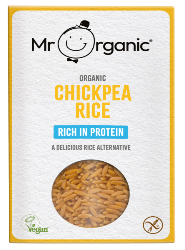 Mr Organic®
ORGANIC
CHICKPEA
RICE
RICH IN PROTEIN
A DELICIOUS RICE ALTERNATIVE
vegan